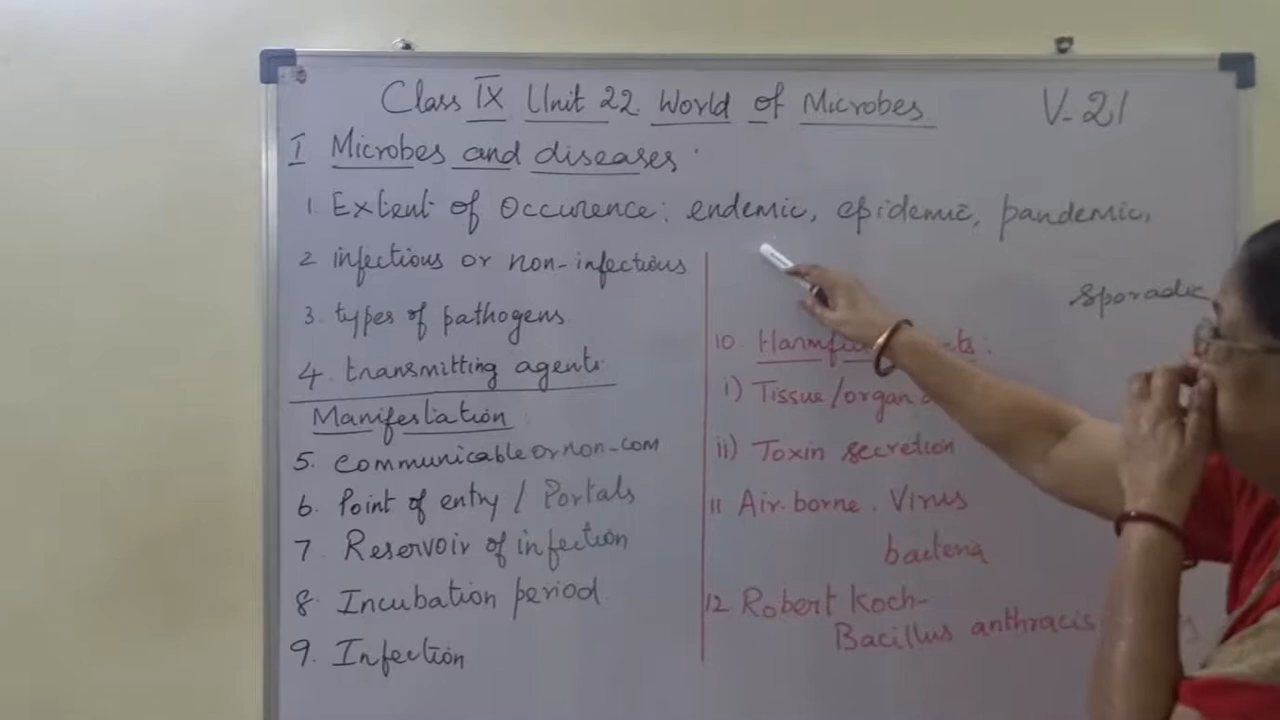 Class IX Unit 22. World of Microbes
V-21
I Microbes and diseases.
1. Extent of Occurence: endemic, epidemic, pandemic,
sporadic
2 infectious or non-infectious
3. types of pathogens
4. transmitting agents
Manifestation
5. Communicable or non-com
6. Point of entry / Portals
7. Reservoir of infection
8. Incubation period
9. Infection
10.
i) Tissue/organ
ii) Toxin secretion
11 Air-borne. Virus
bacteria
12 Robert Koch-
Bacillus anthracis